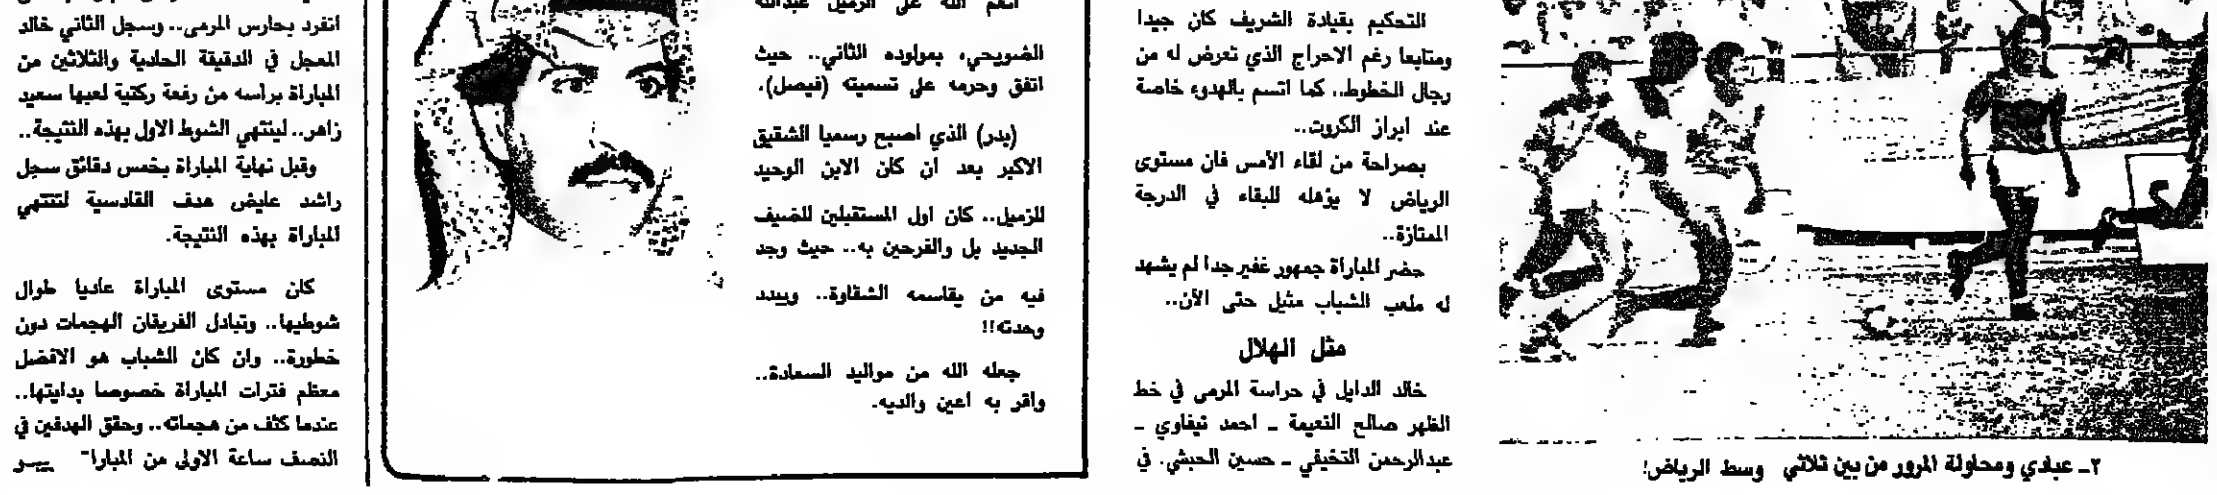 ٢ـ عبادي ومحاولة المرور من بين ثلاثي وسط الرياض!
التحكيم بقيادة الشريف كان جيدا
ومتابعا رغم الاحراج الذي تعرض له من
رجال الخطوط.. كما اتسم بالهدوء خاصة
عند ابراز الكروت..
بصراحة من لقاء الأمس فان مستوى
الرياض لا يؤهله للبقاء في الدرجة
الممتازة..
حضر المباراة جمهور غفير جدا لم يشهد
له ملعب الشباب مثيل حتى الآن..
مثل الهلال
خالد الدايل في حراسة المرمى في خط
الظهر صالح النعيمة ـ احمد نيفاوي ـ
عبدالرحمن التخيفي ـ حسين الحبشي. في
انعم الله على الزميل عبدالله
الضويحي، بمولوده الثاني.. حيث
اتفق وحرمه على تسميته (فيصل).
(بدر) الذي اصبح رسميا الشقيق
الاكبر بعد ان كان الابن الوحيد
للزميل.. كان اول المستقبلين للضيف
الجديد بل والفرحين به.. حيث وجد
فيه من يقاسمه الشقاوة.. ويبدد
وحدته!!
جعله الله من مواليد السعادة..
واقر به اعين والديه.
انفرد بحارس المرمى.. وسجل الثاني خالد
المعجل في الدقيقة الحادية والثلاثين من
المباراة برأسه من رفعة ركنية لعبها سعيد
زاهر.. لينتهي الشوط الاول بهذه النتيجة..
وقبل نهاية المباراة بخمس دقائق سجل
راشد عايض هدف القادسية لتنتهي
المباراة بهذه النتيجة.
كان مستوى المباراة عاديا طوال
شوطيها.. وتبادل الفريقان الهجمات دون
خطورة.. وان كان الشباب هو الافضل
معظم فترات المباراة خصوصا بدايتها..
عندما كثف من هجماته.. وحقق الهدفين في
النصف ساعة الاولى من